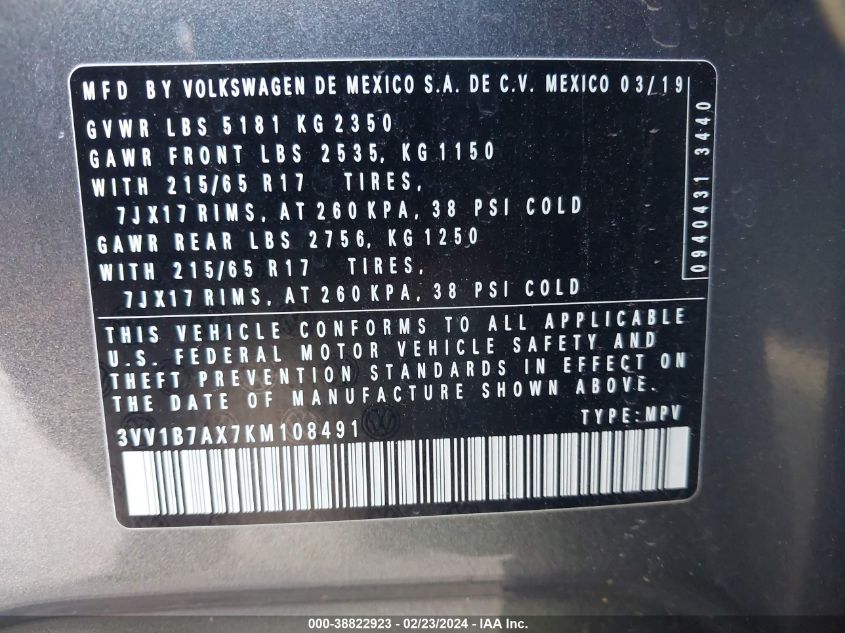 MFD BY VOLKSWAGEN DE MEXICO S.A. DE C.V. MEXICO 03/19
GVWR LBS 5181 KG 2350
GAWR FRONT LBS 2535, KG 1150
WITH 215/65 R17 TIRES,
7JX17 RIMS, AT 260 KPA, 38 PSI COLD
GAWR REAR LBS 2756, KG 1250
WITH 215/65 R17 TIRES,
7JX17 RIMS, AT 260 KPA, 38 PSI COLD
0940431 3440
THIS VEHICLE CONFORMS TO ALL APPLICABLE
U.S. FEDERAL MOTOR VEHICLE SAFETY AND
THEFT PREVENTION STANDARDS IN EFFECT ON
THE DATE OF MANUFACTURE SHOWN ABOVE.
TYPE:MPV
3VV1B7AX7KM108491
000-38822923 - 02/23/2024 - IAA Inc.